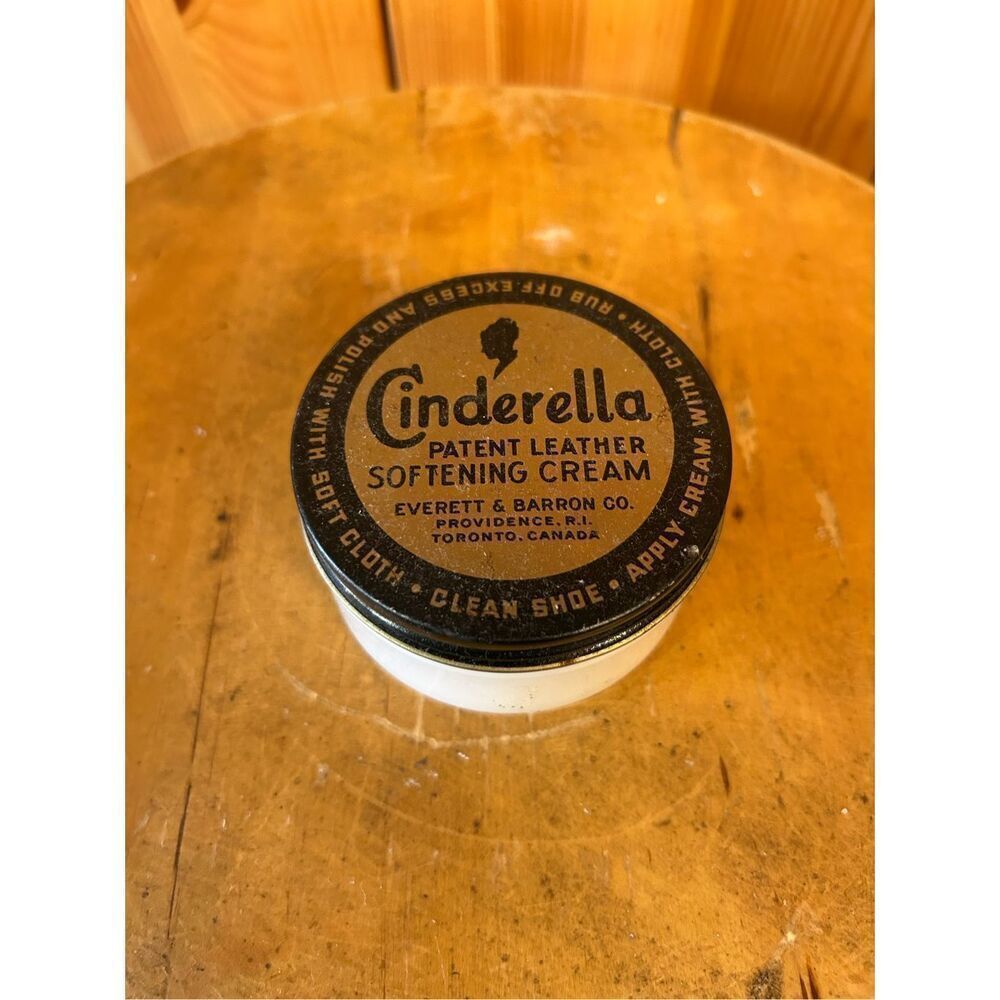 Cinderella
PATENT LEATHER
SOFTENING CREAM
EVERETT & BARRON CO.
PROVIDENCE, R.I.
TORONTO, CANADA
• CLEAN SHOE • APPLY CREAM WITH CLOTH • RUB OFF EXCESS AND POLISH WITH SOFT CLOTH